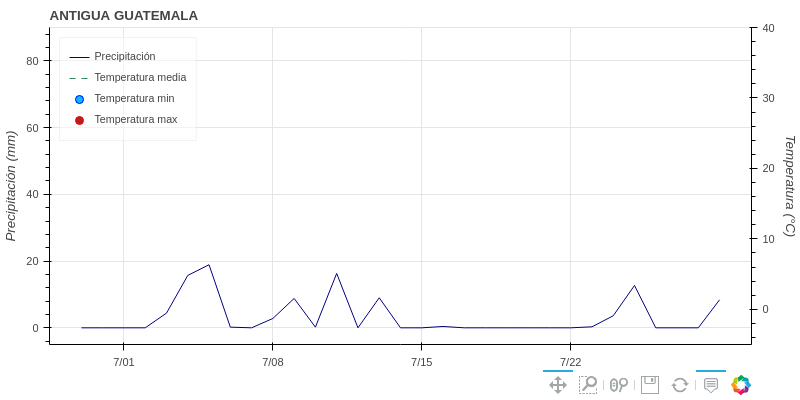 ANTIGUA GUATEMALA
Precipitación
Temperatura media
Temperatura min
Temperatura max
Precipitación (mm)
80
60
40
20
0
Temperatura (°C)
40
30
20
10
0
7/01
7/08
7/15
7/22